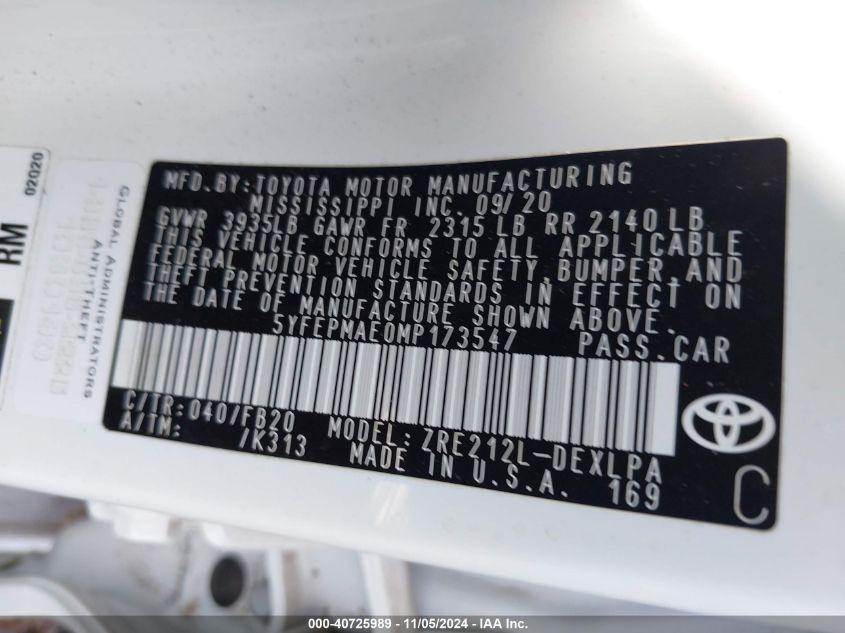 MFD.BY:TOYOTA MOTOR MANUFACTURING
MISSISSIPPI INC. 09/20
GVWR 3935LB GAWR FR 2315 LB RR 2140 LB
THIS VEHICLE CONFORMS TO ALL APPLICABLE
FEDERAL MOTOR VEHICLE SAFETY,BUMPER,AND
THEFT PREVENTION STANDARDS IN EFFECT ON
THE DATE OF MANUFACTURE SHOWN ABOVE.
5YFEPMAE0MP173547 PASS.CAR
C/TR: 040/FB20 MODEL: ZRE212L-DEXLPA
A/TM: /K313 MADE IN U.S.A. 169
C
02020
RM
GLOBAL ADMINISTRATORS
ANTI-THEFT
000-40725989 - 11/05/2024 - IAA Inc.